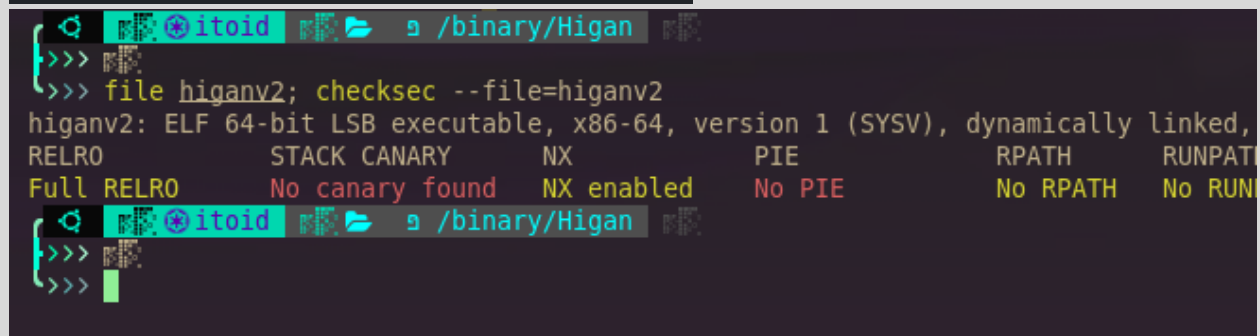 itoid /binary/Higan
>>>
>>> file higanv2; checksec --file=higanv2
higanv2: ELF 64-bit LSB executable, x86-64, version 1 (SYSV), dynamically linked,
RELRO STACK CANARY NX PIE RPATH RUNPATH
Full RELRO No canary found NX enabled No PIE No RPATH No RUN
itoid /binary/Higan
>>>
>>>